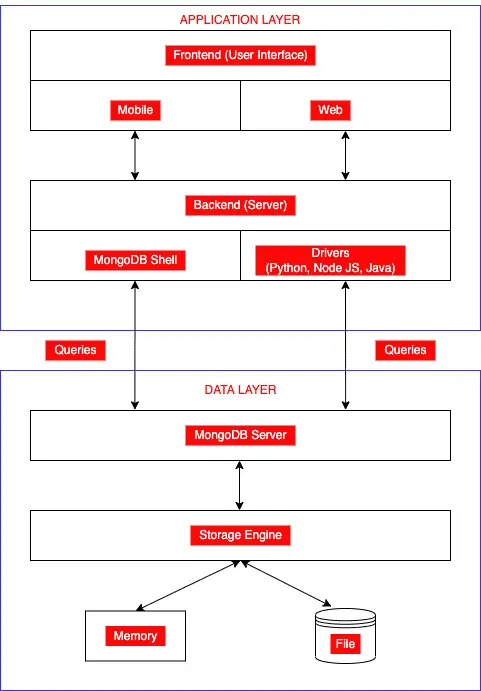 APPLICATION LAYER
Frontend (User Interface)
Mobile
Web
Backend (Server)
MongoDB Shell
Drivers
(Python, Node JS, Java)
Queries
Queries
DATA LAYER
MongoDB Server
Storage Engine
Memory
File